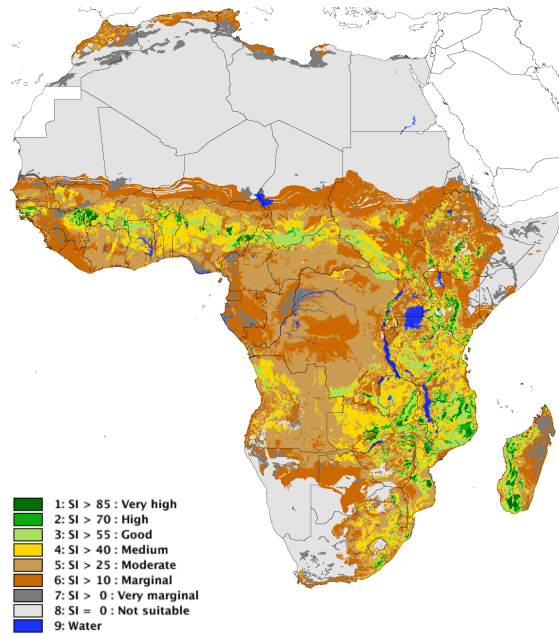 1: SI > 85 : Very high
2: SI > 70 : High
3: SI > 55 : Good
4: SI > 40 : Medium
5: SI > 25 : Moderate
6: SI > 10 : Marginal
7: SI >  0 : Very marginal
8: SI =  0 : Not suitable
9: Water